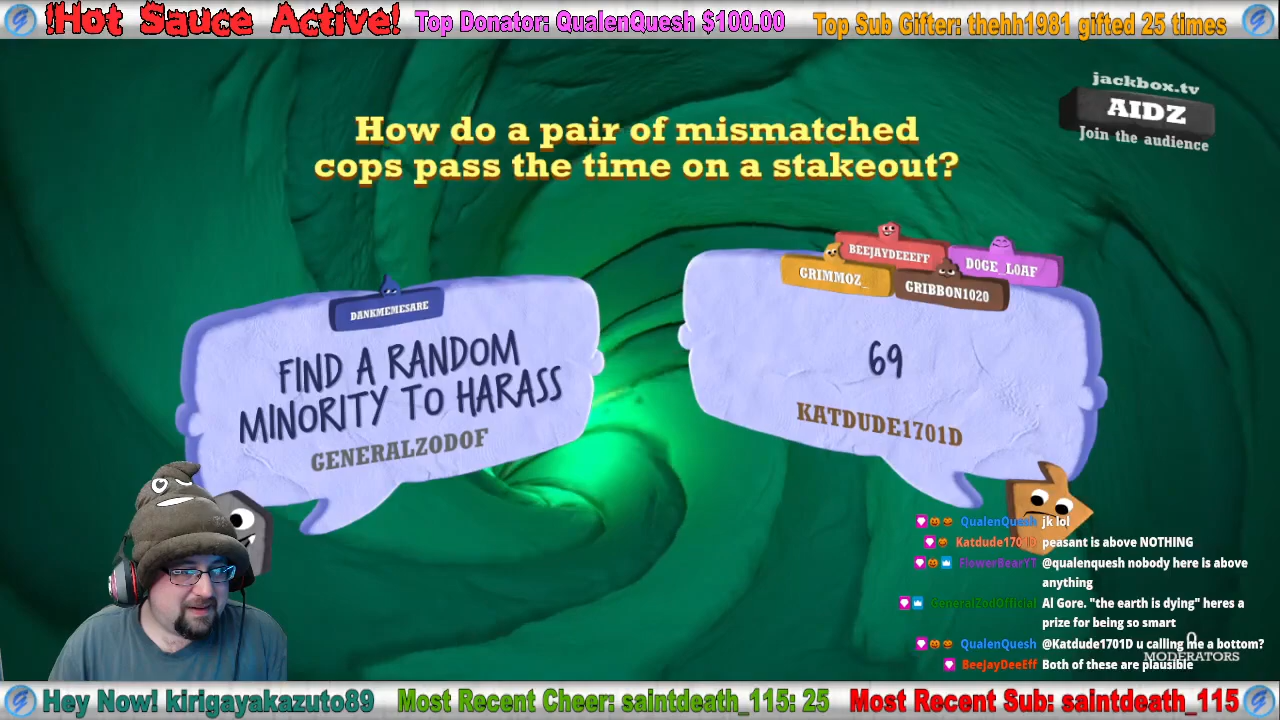 !Hot Sauce Active!
Top Donator: QualenQuesh $100.00
Top Sub Gifter: thehh1981 gifted 25 times
jackbox.tv
AIDZ
Join the audience
How do a pair of mismatched
cops pass the time on a stakeout?
DANKMEMESARE
FIND A RANDOM
MINORITY TO HARASS
GENERALZODOF
BEEJAYDEEEFF
DOGE_LOAF
GRIMMOZ_
GRIBBON1020
69
KATDUDE1701D
QualenQuesh jk lol
Katdude1701D peasant is above NOTHING
FlowerBearYT @qualenquesh nobody here is above
anything
GeneralZodOfficial Al Gore. "the earth is dying" heres a
prize for being so smart
QualenQuesh @Katdude1701D u calling me a bottom?
BeeJayDeeEff Both of these are plausible
0
MODERATORS
Hey Now! kirigayakazuto89
Most Recent Cheer: saintdeath_115: 25
Most Recent Sub: saintdeath_115